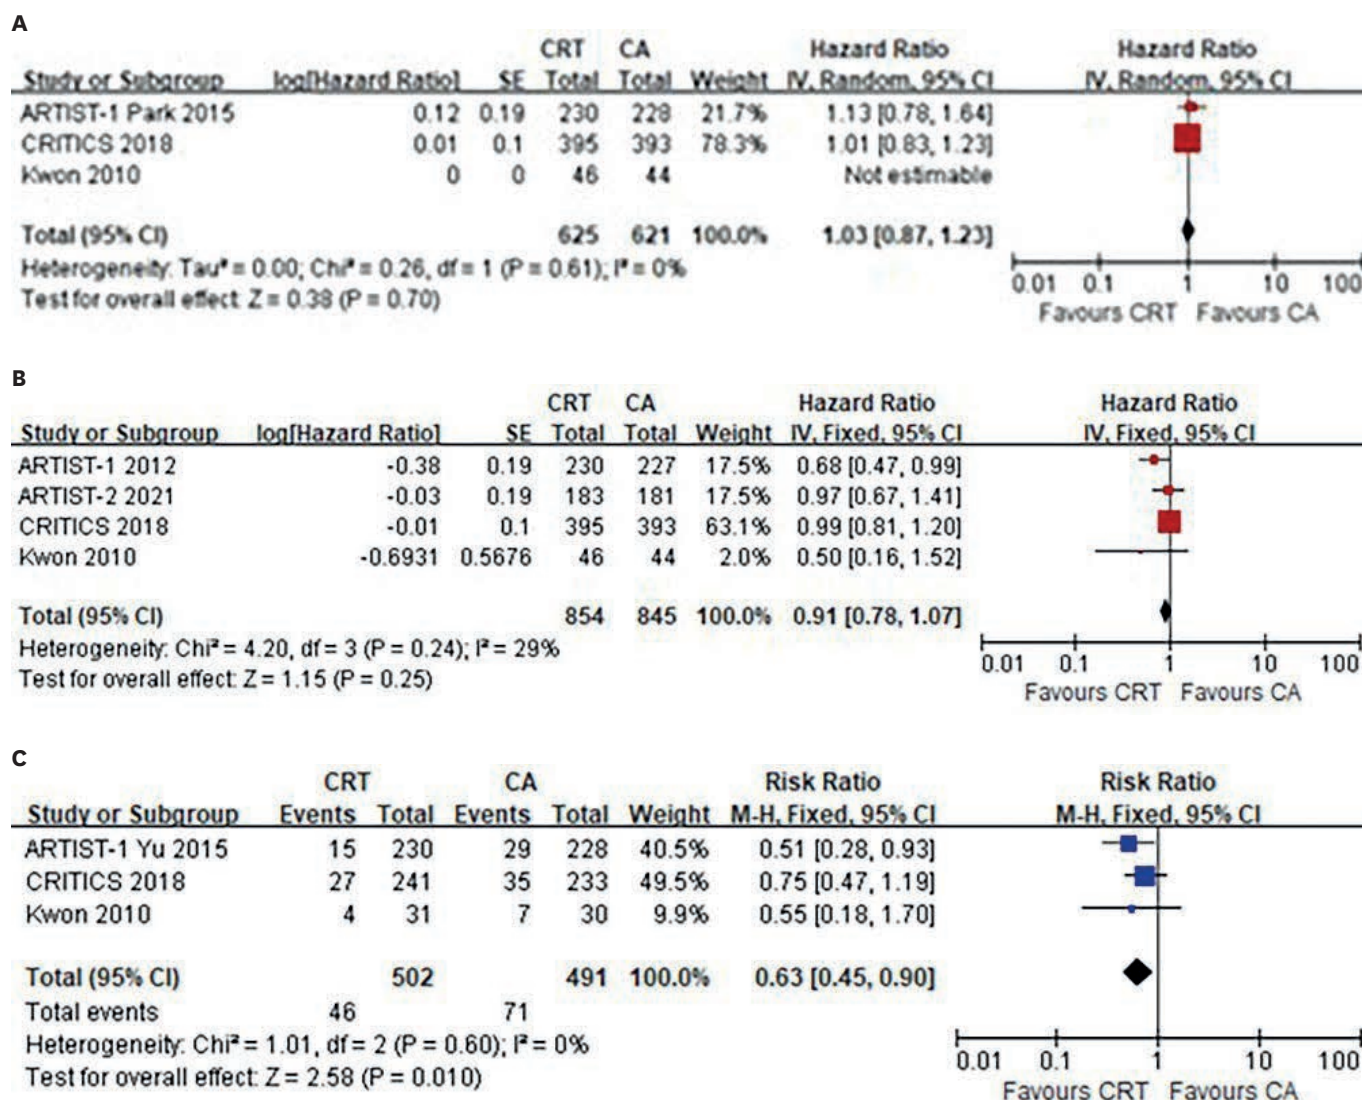 A
CRT CA Hazard Ratio Hazard Ratio
Study or Subgroup log[Hazard Ratio] SE Total Total Weight IV, Random, 95% CI IV, Random, 95% CI
ARTIST-1 Park 2015 0.12 0.19 230 228 21.7% 1.13 [0.78, 1.64]
CRITICS 2018 0.01 0.1 395 393 78.3% 1.01 [0.83, 1.23]
Kwon 2010 0 0 46 44 Not estimable
Total (95% CI) 625 621 100.0% 1.03 [0.87, 1.23]
Heterogeneity: Tau² = 0.00; Chi² = 0.26, df = 1 (P = 0.61); I² = 0%
Test for overall effect: Z = 0.38 (P = 0.70)
0.01 0.1 1 10 100
Favours CRT Favours CA
B
CRT CA Hazard Ratio Hazard Ratio
Study or Subgroup log[Hazard Ratio] SE Total Total Weight IV, Fixed, 95% CI IV, Fixed, 95% CI
ARTIST-1 2012 -0.38 0.19 230 227 17.5% 0.68 [0.47, 0.99]
ARTIST-2 2021 -0.03 0.19 183 181 17.5% 0.97 [0.67, 1.41]
CRITICS 2018 -0.01 0.1 395 393 63.1% 0.99 [0.81, 1.20]
Kwon 2010 -0.6931 0.5676 46 44 2.0% 0.50 [0.16, 1.52]
Total (95% CI) 854 845 100.0% 0.91 [0.78, 1.07]
Heterogeneity: Chi² = 4.20, df = 3 (P = 0.24); I² = 29%
Test for overall effect: Z = 1.15 (P = 0.25)
0.01 0.1 1 10 100
Favours CRT Favours CA
C
CRT CA Risk Ratio Risk Ratio
Study or Subgroup Events Total Events Total Weight M-H, Fixed, 95% CI M-H, Fixed, 95% CI
ARTIST-1 Yu 2015 15 230 29 228 40.5% 0.51 [0.28, 0.93]
CRITICS 2018 27 241 35 233 49.5% 0.75 [0.47, 1.19]
Kwon 2010 4 31 7 30 9.9% 0.55 [0.18, 1.70]
Total (95% CI) 502 491 100.0% 0.63 [0.45, 0.90]
Total events 46 71
Heterogeneity: Chi² = 1.01, df = 2 (P = 0.60); I² = 0%
Test for overall effect: Z = 2.58 (P = 0.010)
0.01 0.1 1 10 100
Favours CRT Favours CA